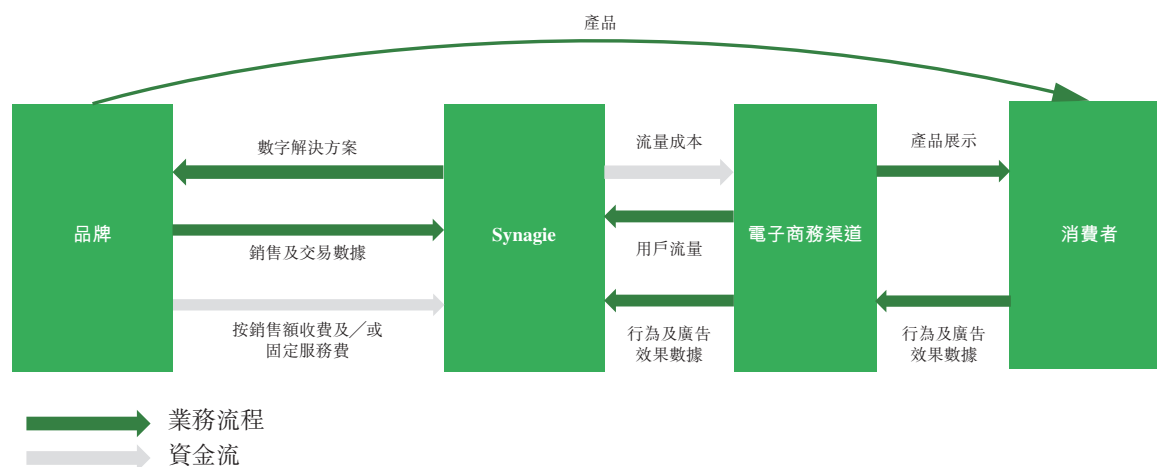 產品
數字解決方案
流量成本
產品展示
品牌
Synagie
電子商務渠道
消費者
銷售及交易數據
用戶流量
按銷售額收費及／或
固定服務費
行為及廣告
效果數據
行為及廣告
效果數據
業務流程
資金流